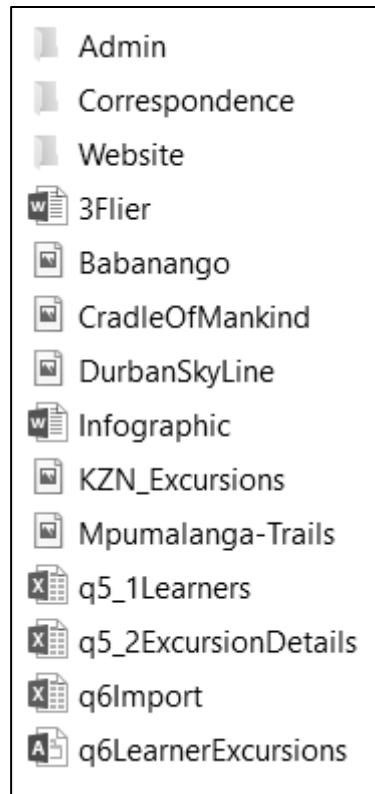 Admin
Correspondence
Website
3Flier
Babanango
CradleOfMankind
DurbanSkyLine
Infographic
KZN_Excursions
Mpumalanga-Trails
q5_1Learners
q5_2ExcursionDetails
q6Import
q6LearnerExcursions